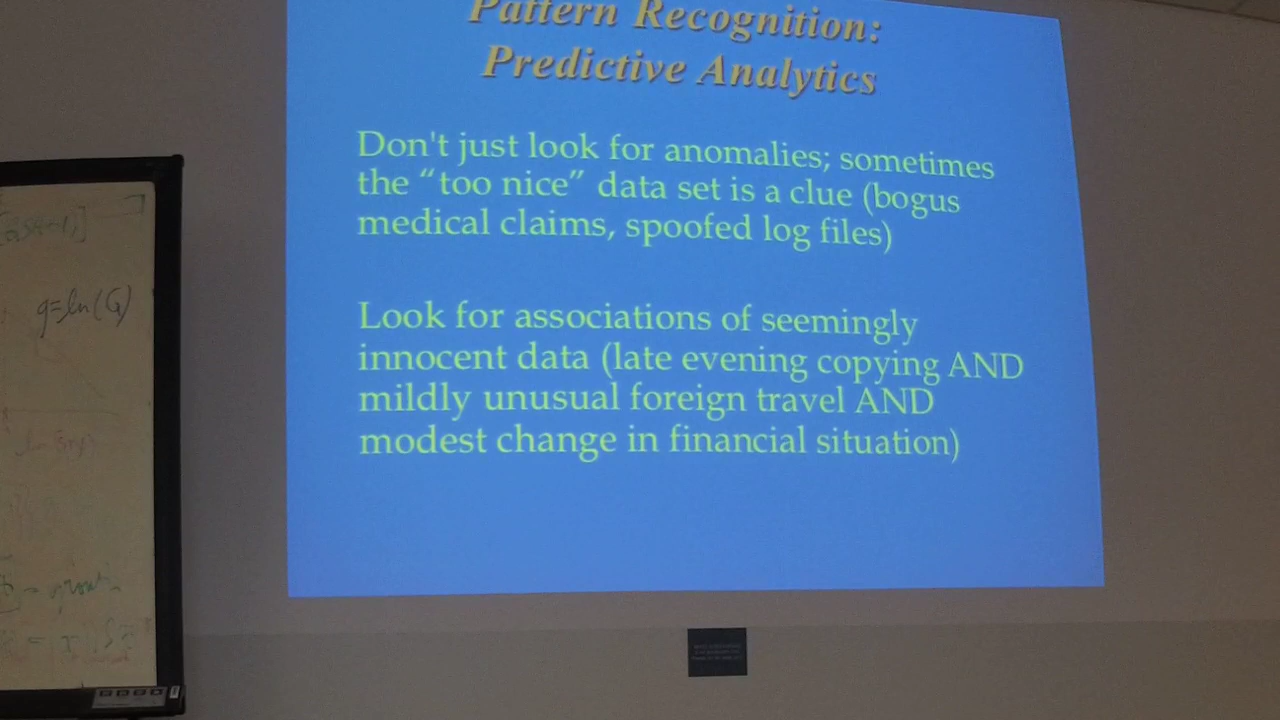 Pattern Recognition:
Predictive Analytics
Don't just look for anomalies; sometimes
the “too nice” data set is a clue (bogus
medical claims, spoofed log files)
Look for associations of seemingly
innocent data (late evening copying AND
mildly unusual foreign travel AND
modest change in financial situation)
g=ln(G)